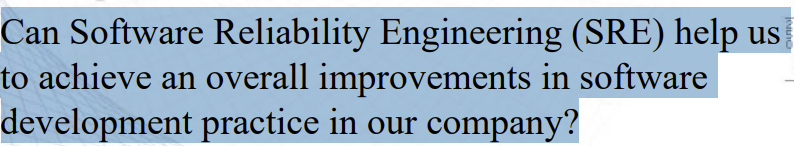 Can Software Reliability Engineering (SRE) help us
to achieve an overall improvements in software
development practice in our company?